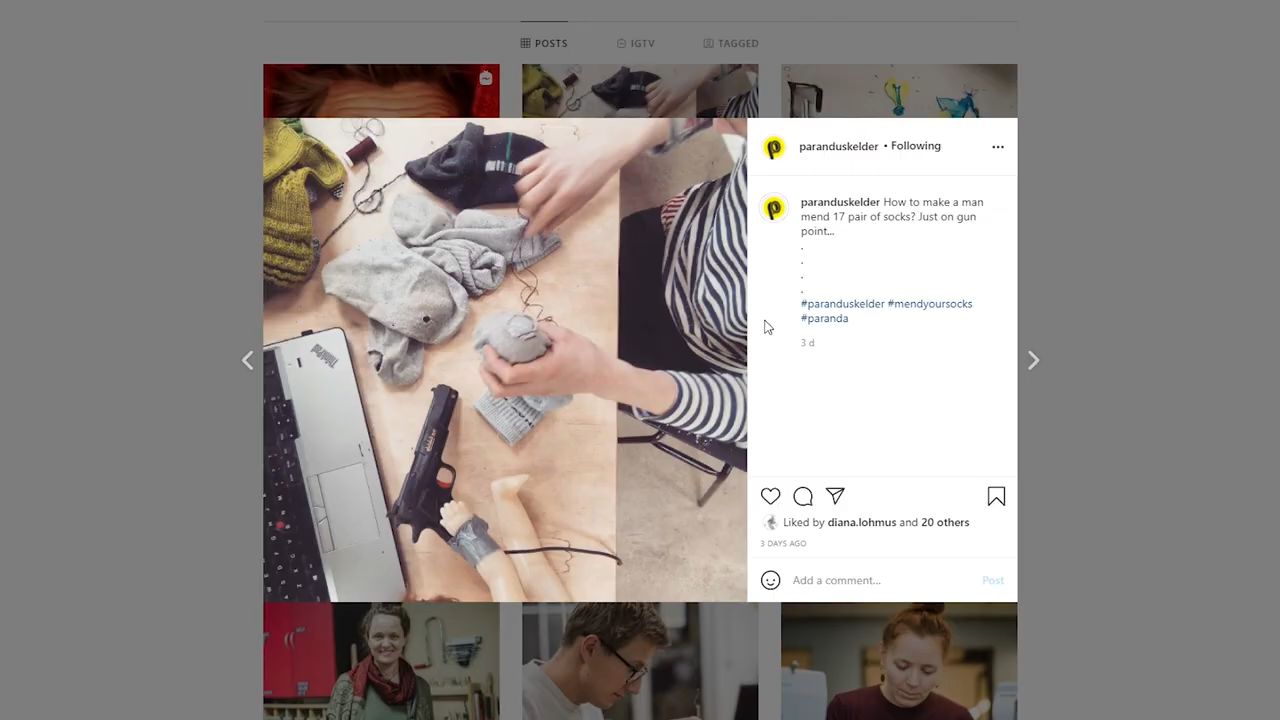 POSTS
IGTV
TAGGED
paranduskelder • Following
paranduskelder How to make a man
mend 17 pair of socks? Just on gun
point...
.
.
.
.
#paranduskelder #mendyoursocks
#paranda
3 d
Liked by diana.lohmus and 20 others
3 DAYS AGO
Add a comment...
Post
ThinkPad